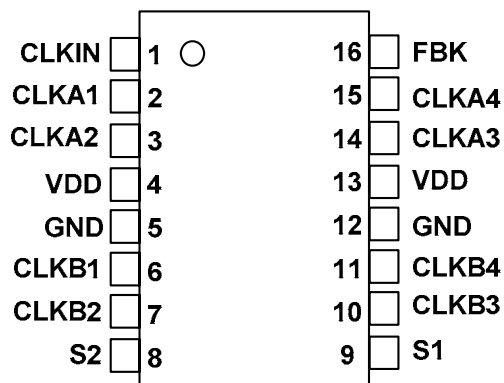 CLKIN 1 16 FBK
CLKA1 2 15 CLKA4
CLKA2 3 14 CLKA3
VDD 4 13 VDD
GND 5 12 GND
CLKB1 6 11 CLKB4
CLKB2 7 10 CLKB3
S2 8 9 S1